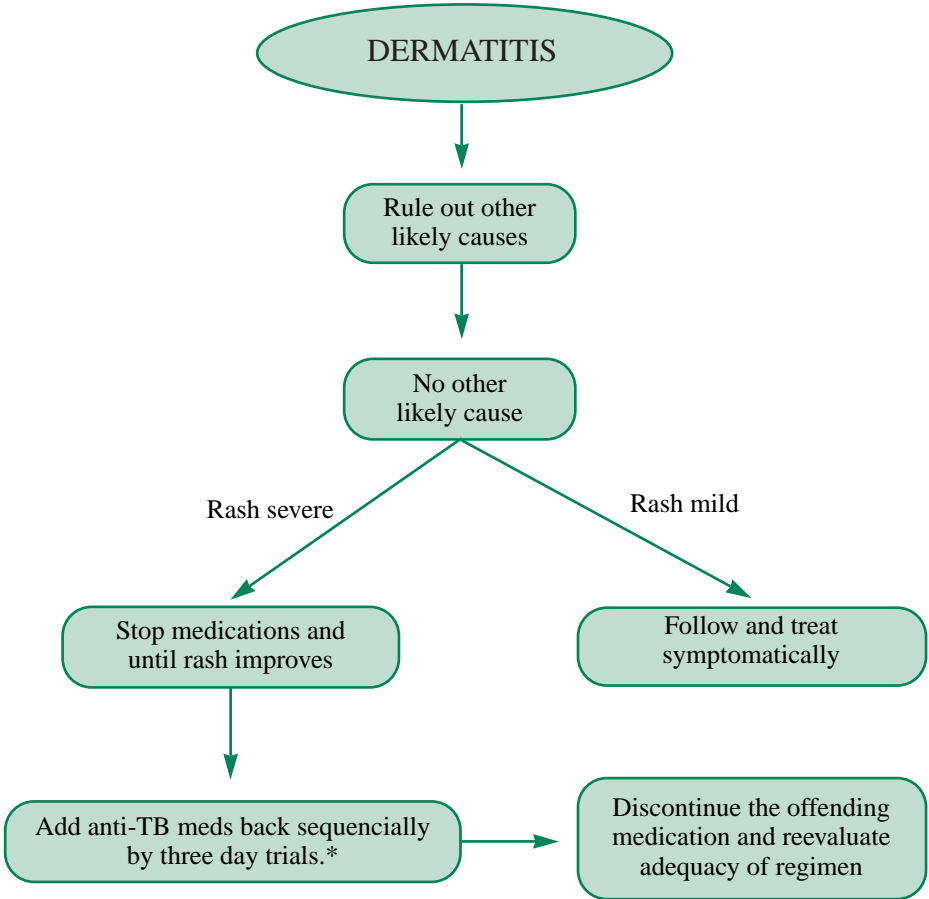 DERMATITIS
Rule out other
likely causes
No other
likely cause
Rash severe
Rash mild
Stop medications and
until rash improves
Follow and treat
symptomatically
Add anti-TB meds back sequencially
by three day trials.*
Discontinue the offending
medication and reevaluate
adequacy of regimen